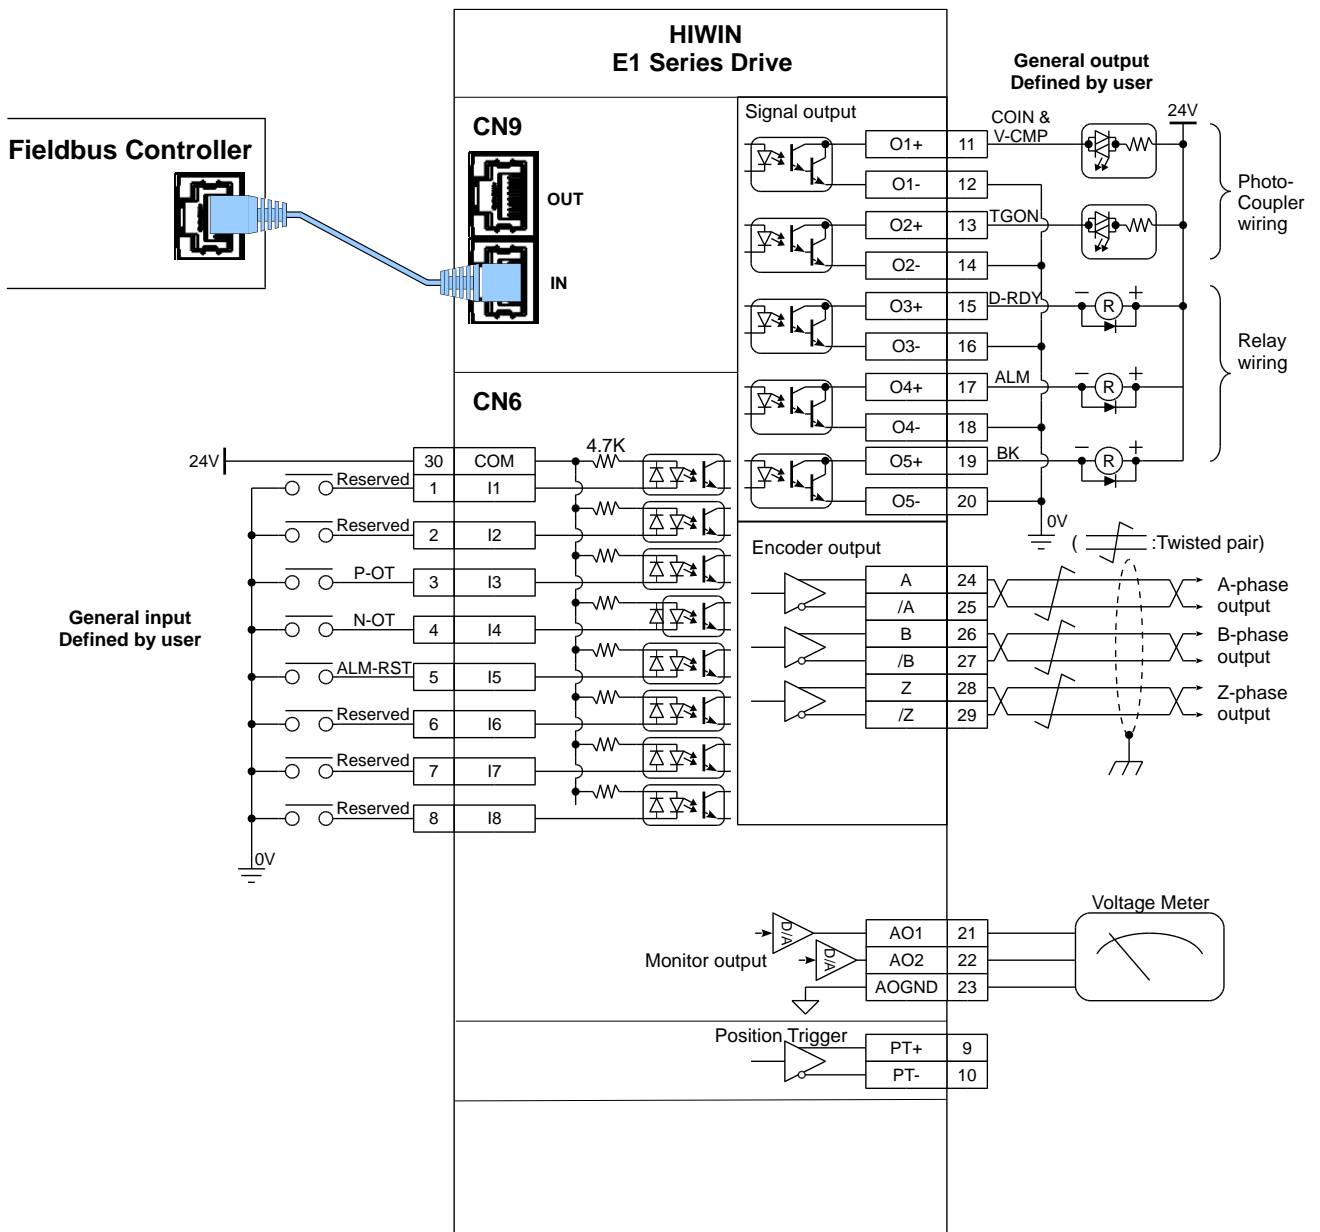 HIWIN
E1 Series Drive
General output
Defined by user
Signal output
COIN &
V-CMP
24V
CN9
Fieldbus Controller
OUT
IN
O1+ 11
O1- 12
O2+ 13 TGON
O2- 14
O3+ 15 D-RDY
O3- 16
O4+ 17 ALM
O4- 18
O5+ 19 BK
O5- 20
R
R
R
− +
− +
− +
Photo-
Coupler
wiring
Relay
wiring
0V
( :Twisted pair)
CN6
4.7K
24V 30 COM
Reserved 1 I1
Reserved 2 I2
P-OT 3 I3
N-OT 4 I4
ALM-RST 5 I5
Reserved 6 I6
Reserved 7 I7
Reserved 8 I8
0V
General input
Defined by user
Encoder output
A 24
/A 25
B 26
/B 27
Z 28
/Z 29
A-phase
output
B-phase
output
Z-phase
output
Voltage Meter
Monitor output
D/A
D/A
AO1 21
AO2 22
AOGND 23
Position Trigger
PT+ 9
PT- 10